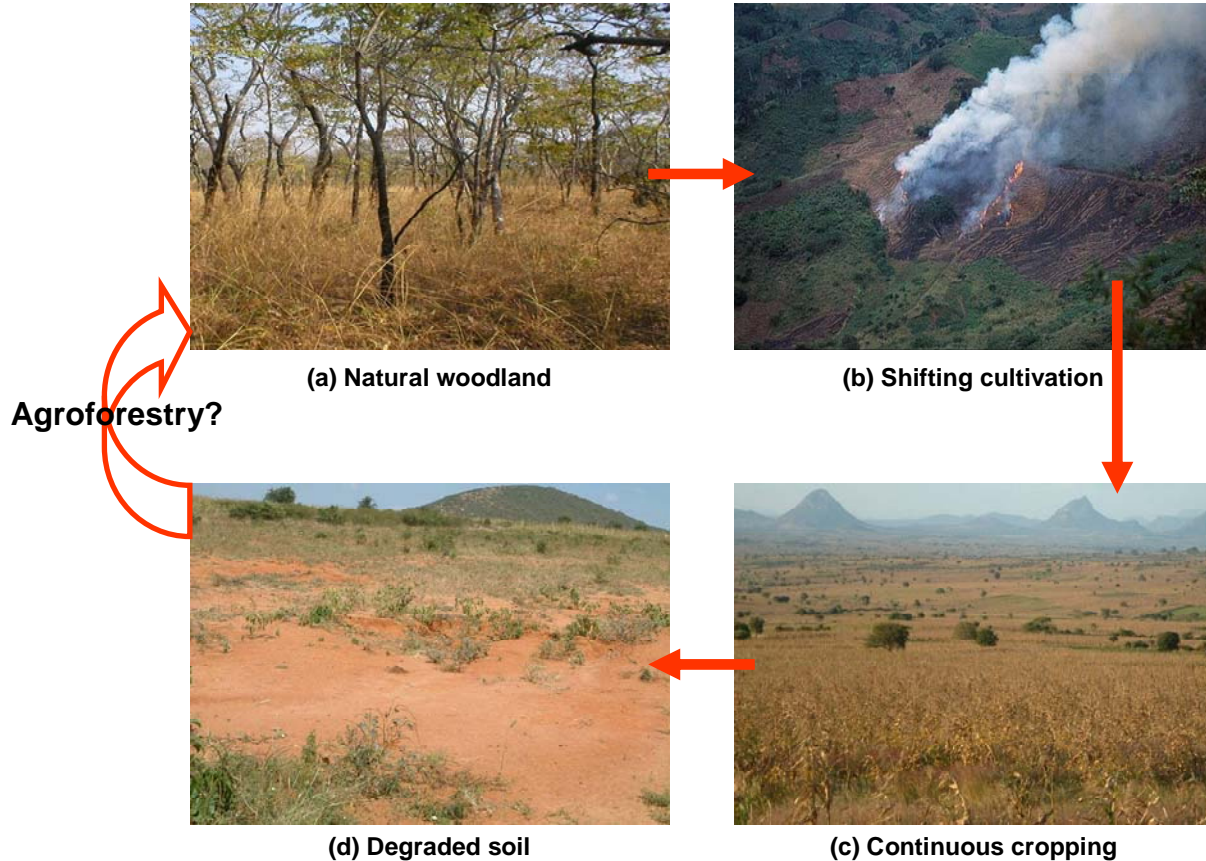 (a) Natural woodland
(b) Shifting cultivation
Agroforestry?
(d) Degraded soil
(c) Continuous cropping